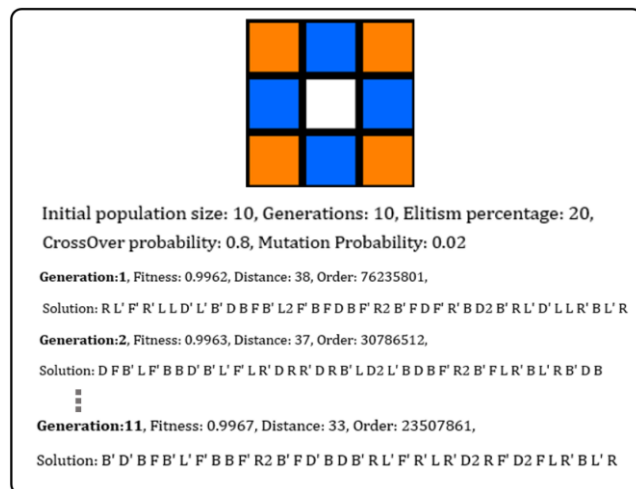 Initial population size: 10, Generations: 10, Elitism percentage: 20,
CrossOver probability: 0.8, Mutation Probability: 0.02
Generation:1, Fitness: 0.9962, Distance: 38, Order: 76235801,
Solution: R L' F' R' L L D' L' B' D B F B' L2 F' B F D B F' R2 B' F D F' R' B D2 B' R L' D' L L R' B L' R
Generation:2, Fitness: 0.9963, Distance: 37, Order: 30786512,
Solution: D F B' L F' B B D' B' L' F' L R' D R R' D R B' L D2 L' B D B F' R2 B' F L R' B L' R B' D B
Generation:11, Fitness: 0.9967, Distance: 33, Order: 23507861,
Solution: B' D' B F B' L' F' B B F' R2 B' F D' B D B' R L' F' R' L R' D2 R F' D2 F L R' B L' R